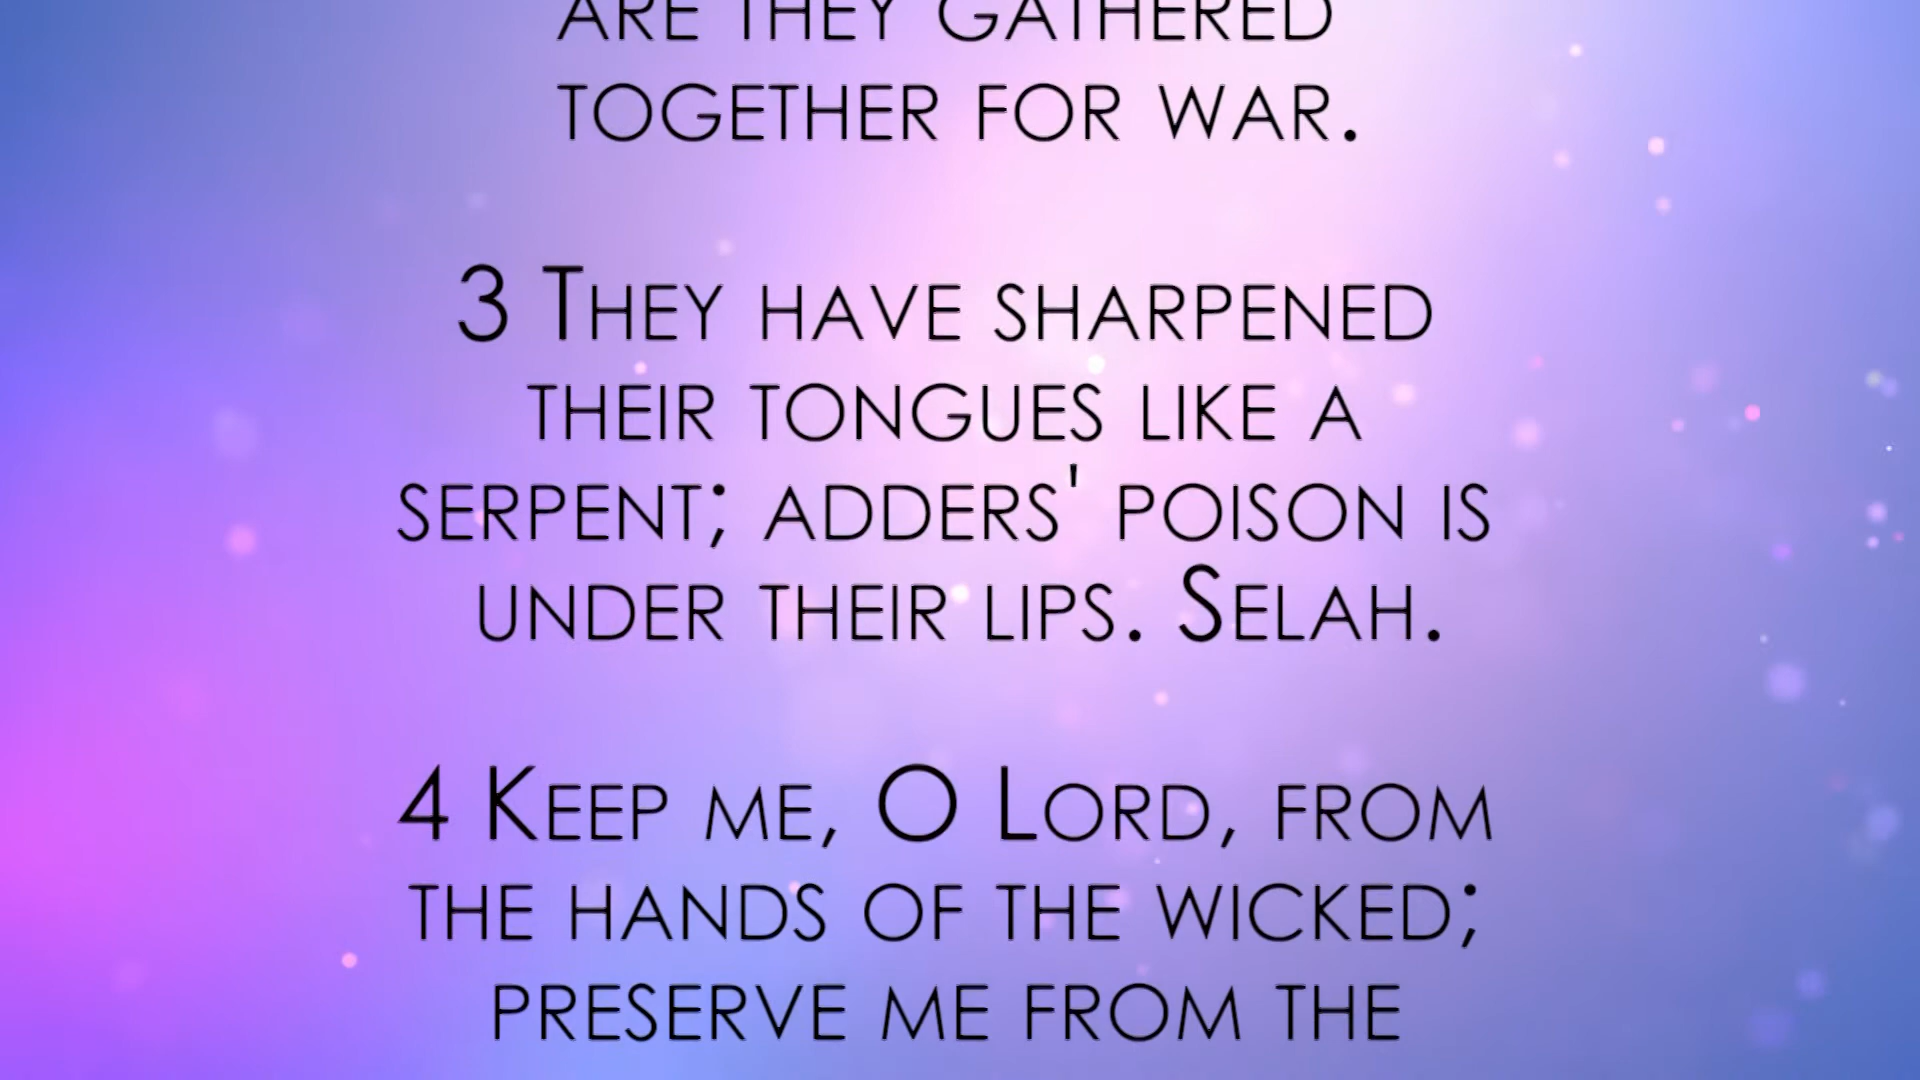 ARE THEY GATHERED
TOGETHER FOR WAR.
3 THEY HAVE SHARPENED
THEIR TONGUES LIKE A
SERPENT; ADDERS' POISON IS
UNDER THEIR LIPS. SELAH.
4 KEEP ME, O LORD, FROM
THE HANDS OF THE WICKED;
PRESERVE ME FROM THE